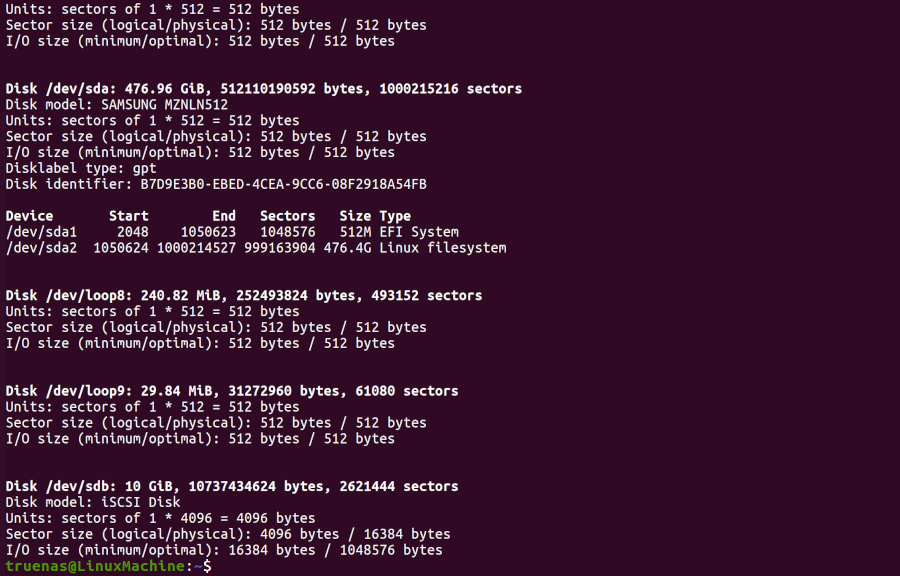 Units: sectors of 1 * 512 = 512 bytes
Sector size (logical/physical): 512 bytes / 512 bytes
I/O size (minimum/optimal): 512 bytes / 512 bytes
Disk /dev/sda: 476.96 GiB, 512110190592 bytes, 1000215216 sectors
Disk model: SAMSUNG MZNLN512
Units: sectors of 1 * 512 = 512 bytes
Sector size (logical/physical): 512 bytes / 512 bytes
I/O size (minimum/optimal): 512 bytes / 512 bytes
Disklabel type: gpt
Disk identifier: B7D9E3B0-EBED-4CEA-9CC6-08F2918A54FB
Device       Start        End   Sectors   Size Type
/dev/sda1     2048    1050623   1048576   512M EFI System
/dev/sda2  1050624 1000214527 999163904 476.4G Linux filesystem
Disk /dev/loop8: 240.82 MiB, 252493824 bytes, 493152 sectors
Units: sectors of 1 * 512 = 512 bytes
Sector size (logical/physical): 512 bytes / 512 bytes
I/O size (minimum/optimal): 512 bytes / 512 bytes
Disk /dev/loop9: 29.84 MiB, 31272960 bytes, 61080 sectors
Units: sectors of 1 * 512 = 512 bytes
Sector size (logical/physical): 512 bytes / 512 bytes
I/O size (minimum/optimal): 512 bytes / 512 bytes
Disk /dev/sdb: 10 GiB, 10737434624 bytes, 2621444 sectors
Disk model: iSCSI Disk
Units: sectors of 1 * 4096 = 4096 bytes
Sector size (logical/physical): 4096 bytes / 16384 bytes
I/O size (minimum/optimal): 16384 bytes / 1048576 bytes
truenas@LinuxMachine:~$